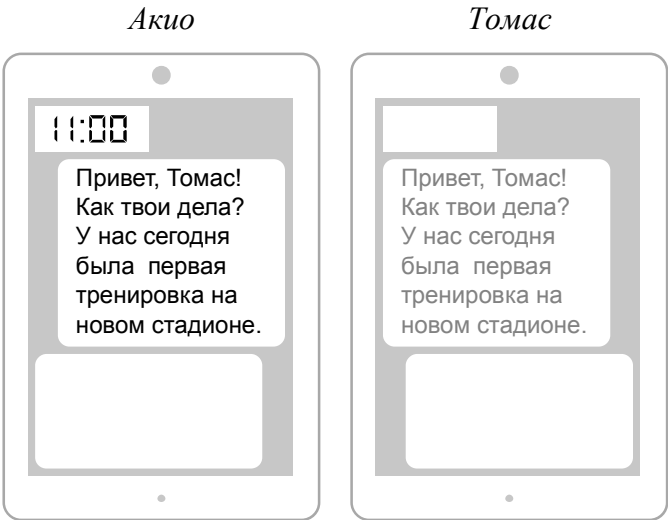 Акио
Томас
11:00
Привет, Томас!
Как твои дела?
У нас сегодня
была первая
тренировка на
новом стадионе.
Привет, Томас!
Как твои дела?
У нас сегодня
была первая
тренировка на
новом стадионе.